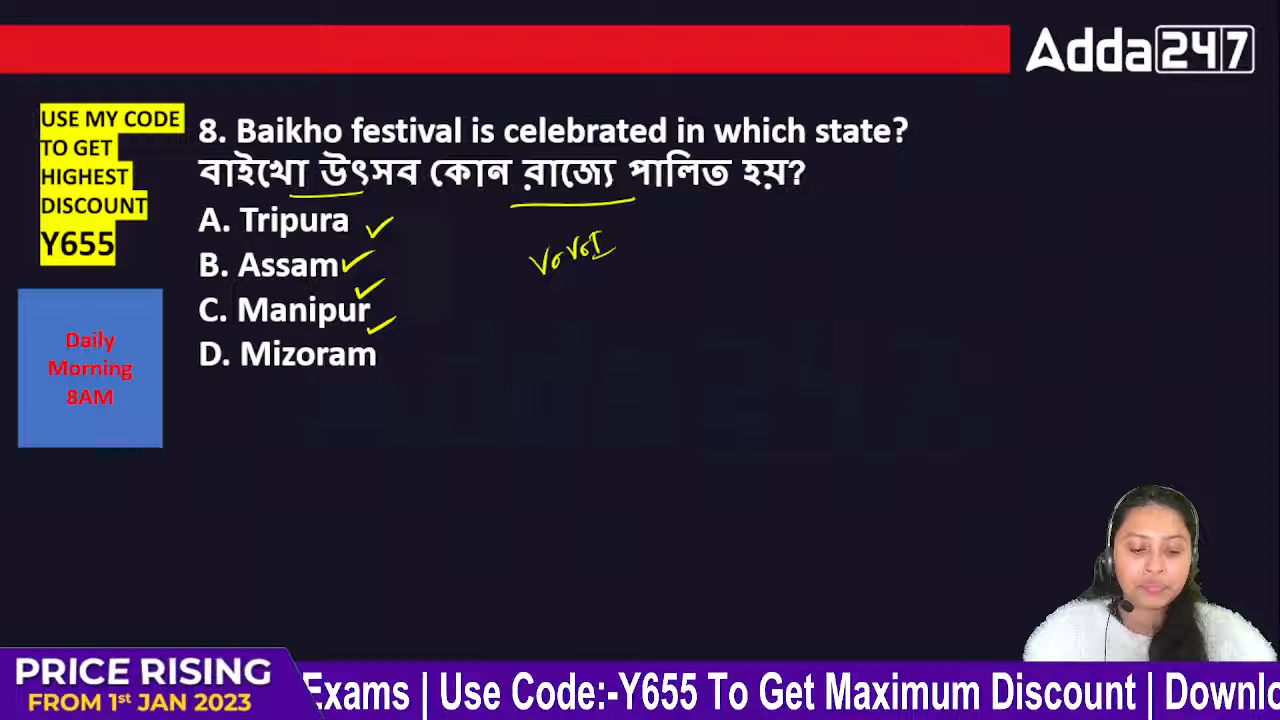 Adda247
USE MY CODE
TO GET
HIGHEST
DISCOUNT
Y655
8. Baikho festival is celebrated in which state?
বাইখো উৎসব কোন রাজ্যে পালিত হয়?
A. Tripura
B. Assam
C. Manipur
D. Mizoram
VoVoI
Daily
Morning
8AM
PRICE RISING
FROM 1st JAN 2023
Exams | Use Code:-Y655 To Get Maximum Discount |